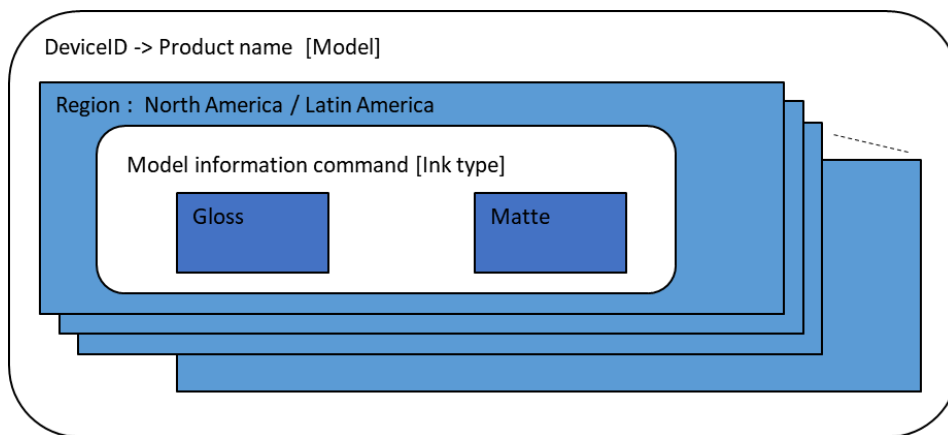 DeviceID -> Product name [Model]
Region : North America / Latin America
Model information command [Ink type]
Gloss
Matte